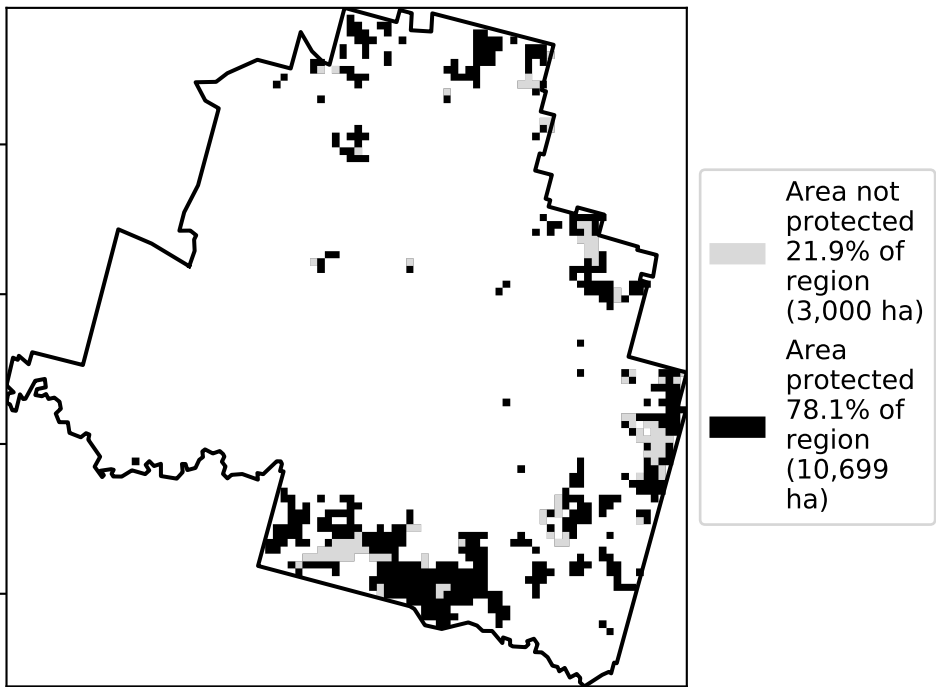 Area not
protected
21.9% of
region
(3,000 ha)
Area
protected
78.1% of
region
(10,699
ha)